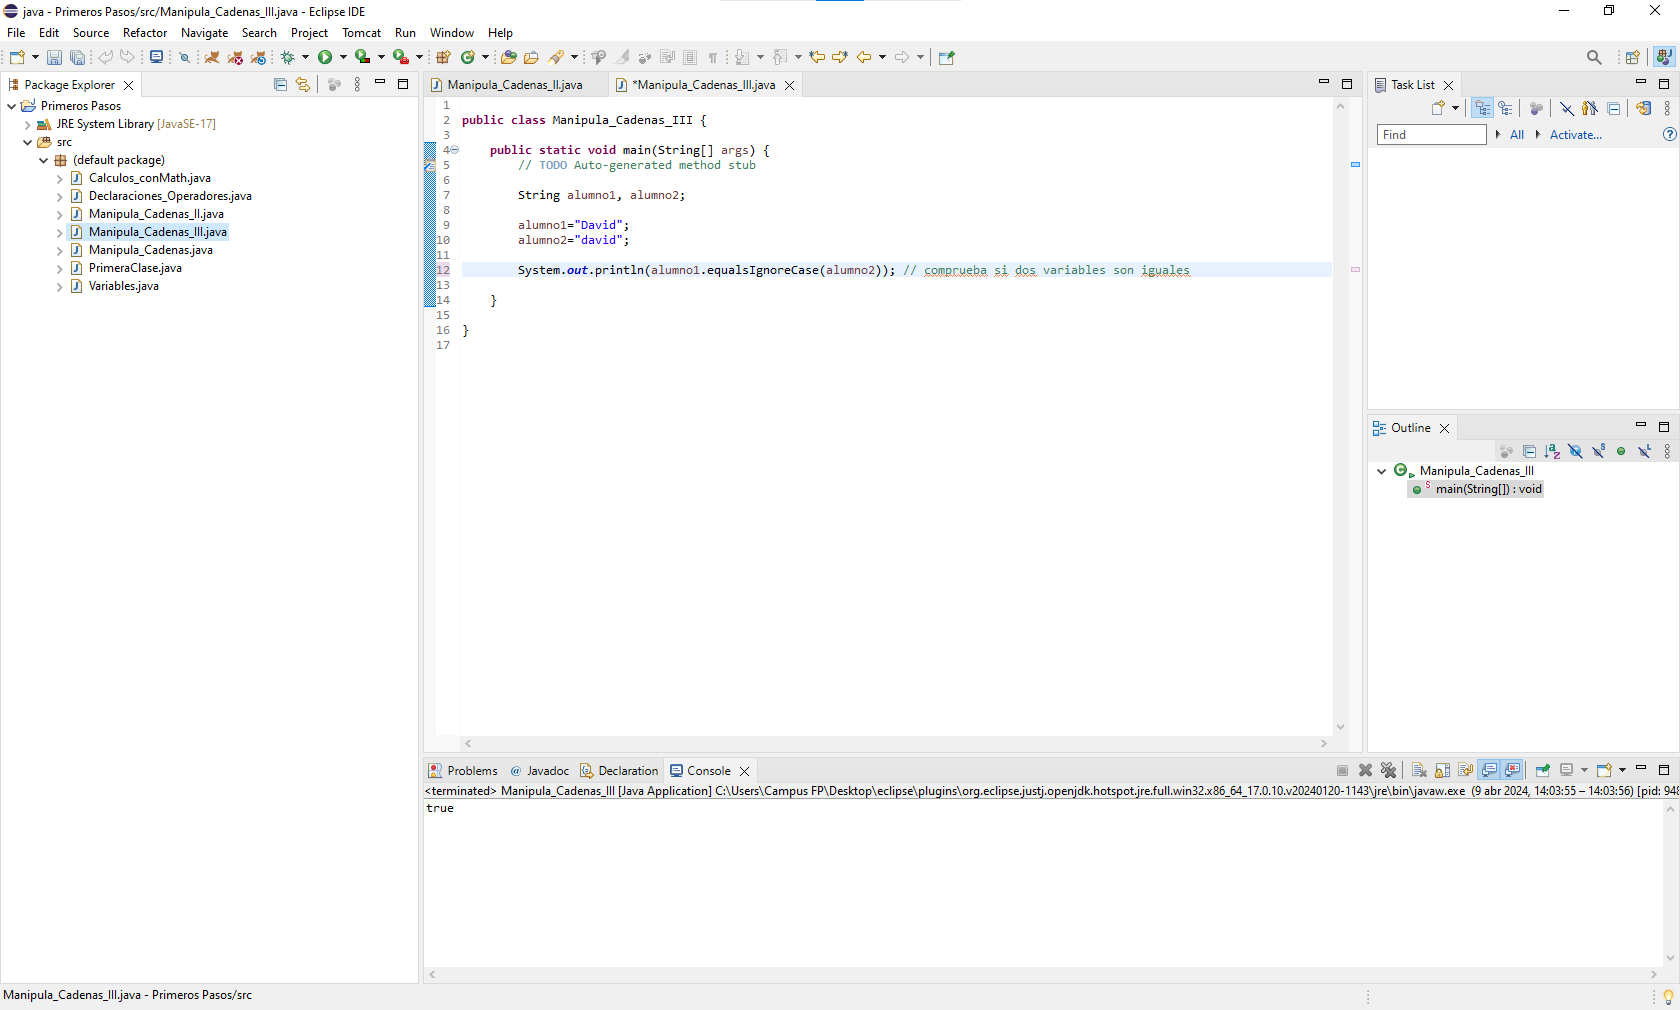 java - Primeros Pasos/src/Manipula_Cadenas_III.java - Eclipse IDE
File Edit Source Refactor Navigate Search Project Tomcat Run Window Help
Package Explorer
Primeros Pasos
JRE System Library [JavaSE-17]
src
(default package)
Calculos_conMath.java
Declaraciones_Operadores.java
Manipula_Cadenas_II.java
Manipula_Cadenas_III.java
Manipula_Cadenas.java
PrimeraClase.java
Variables.java
Manipula_Cadenas_II.java *Manipula_Cadenas_III.java
1
2 public class Manipula_Cadenas_III {
3
4 public static void main(String[] args) {
5 // TODO Auto-generated method stub
6
7 String alumno1, alumno2;
8
9 alumno1="David";
10 alumno2="david";
11
12 System.out.println(alumno1.equalsIgnoreCase(alumno2)); // comprueba si dos variables son iguales
13
14 }
15
16 }
17
Task List
Find All Activate...
Outline
Manipula_Cadenas_III
main(String[]) : void
Problems @ Javadoc Declaration Console
<terminated> Manipula_Cadenas_III [Java Application] C:\Users\Campus FP\Desktop\eclipse\plugins\org.eclipse.justj.openjdk.hotspot.jre.full.win32.x86_64_17.0.10.v20240120-1143\jre\bin\javaw.exe (9 abr 2024, 14:03:55 – 14:03:56) [pid: 948
true
Manipula_Cadenas_III.java - Primeros Pasos/src